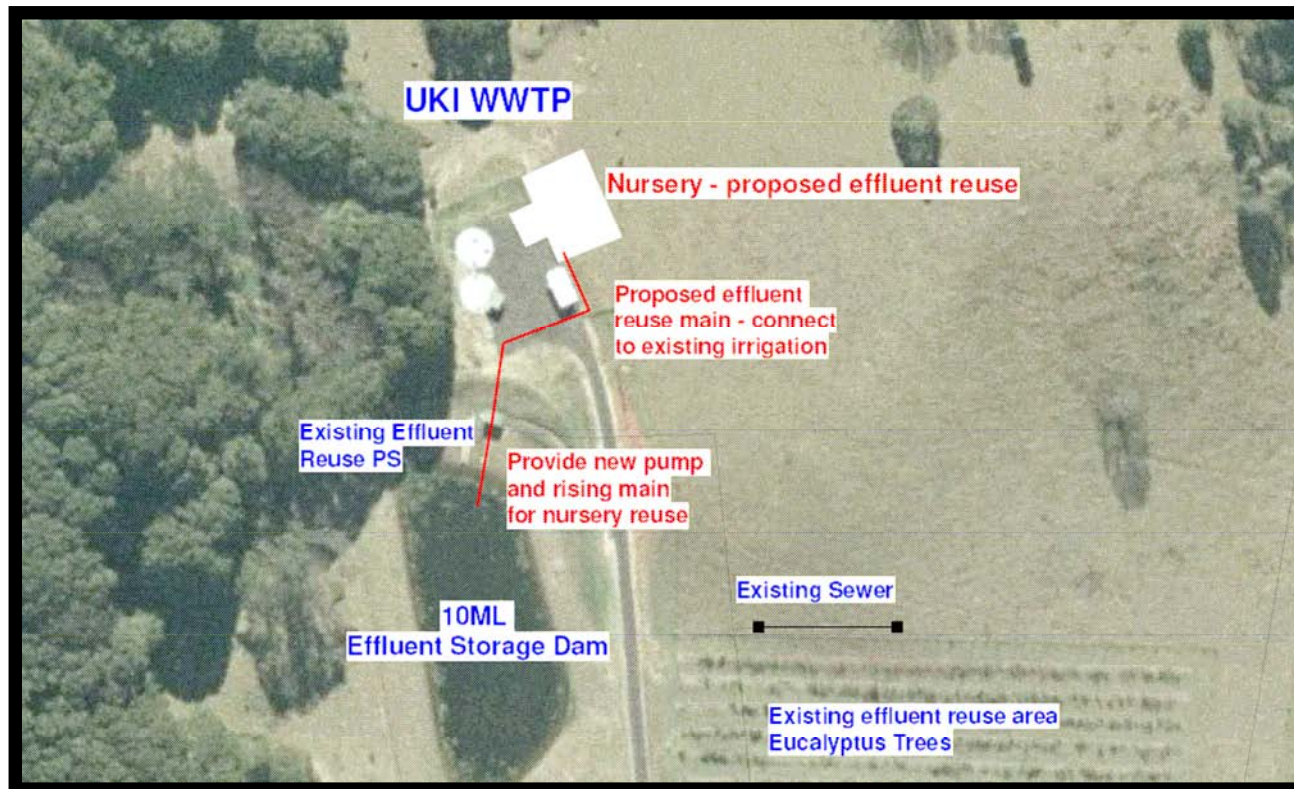 UKI WWTP
Nursery - proposed effluent reuse
Proposed effluent
reuse main - connect
to existing irrigation
Existing Effluent
Reuse PS
Provide new pump
and rising main
for nursery reuse
Existing Sewer
10ML
Effluent Storage Dam
Existing effluent reuse area
Eucalyptus Trees